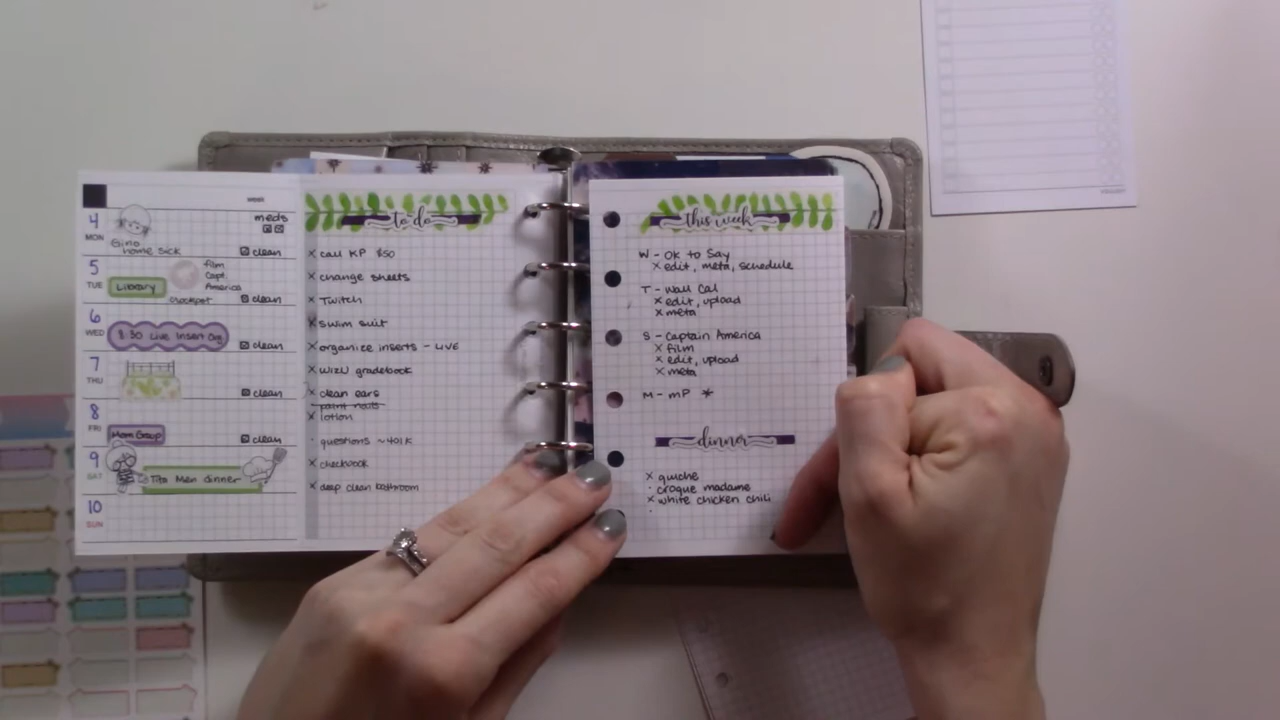 week
4
MON
meds
Gino
home sick
clean
5
TUE
Library
film
Capt.
America
crockpot
clean
6
WED
8:30 Live Insert Org.
clean
7
THU
clean
8
FRI
Mom Group
clean
9
SAT
Tito Men dinner
10
SUN
to do
x call KP $50
x change sheets
x Twitch
x swim suit
x organize inserts - LIVE
x WizU gradebook
x clean ears
paint nails
x lotion
· questions ~401K
x checkbook
x deep clean bathroom
this week
W - Ok to Say
x edit, meta, schedule
T - Wall Cal
x edit, upload
x meta
S - Captain America
x film
x edit, upload
x meta
M - MP *
dinner
x quiche
· croque madame
x white chicken chili